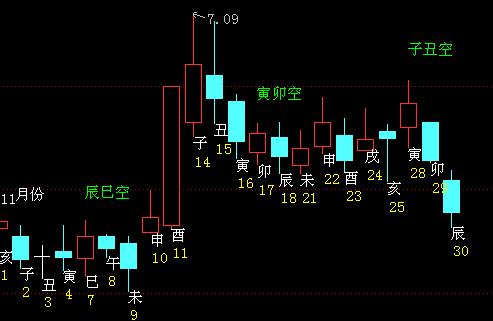 7.09
子丑空
寅卯空
辰巳空
11月份
亥
1
子
2
丑
3
寅
4
巳
7
午
8
未
9
申
10
酉
11
子
14
丑
15
寅
16
卯
17
辰
18
未
21
申
22
酉
23
戌
24
亥
25
寅
28
卯
29
辰
30